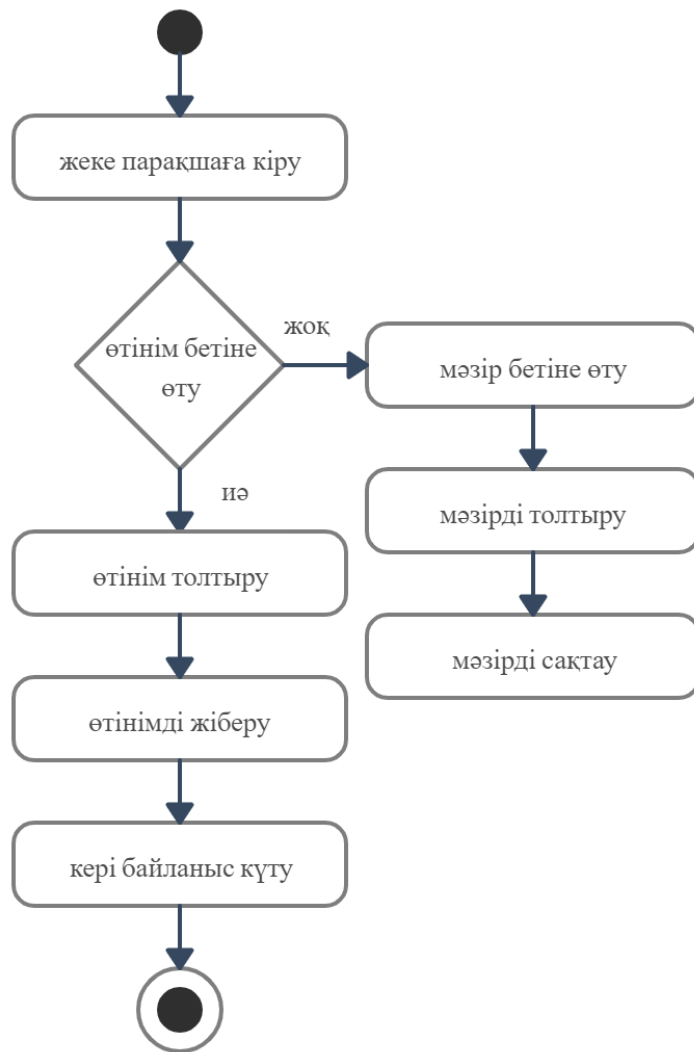 жеке парақшаға кіру
өтінім бетіне
өту
жоқ
мәзір бетіне өту
мәзірді толтыру
мәзірді сақтау
иә
өтінім толтыру
өтінімді жіберу
кері байланыс күту